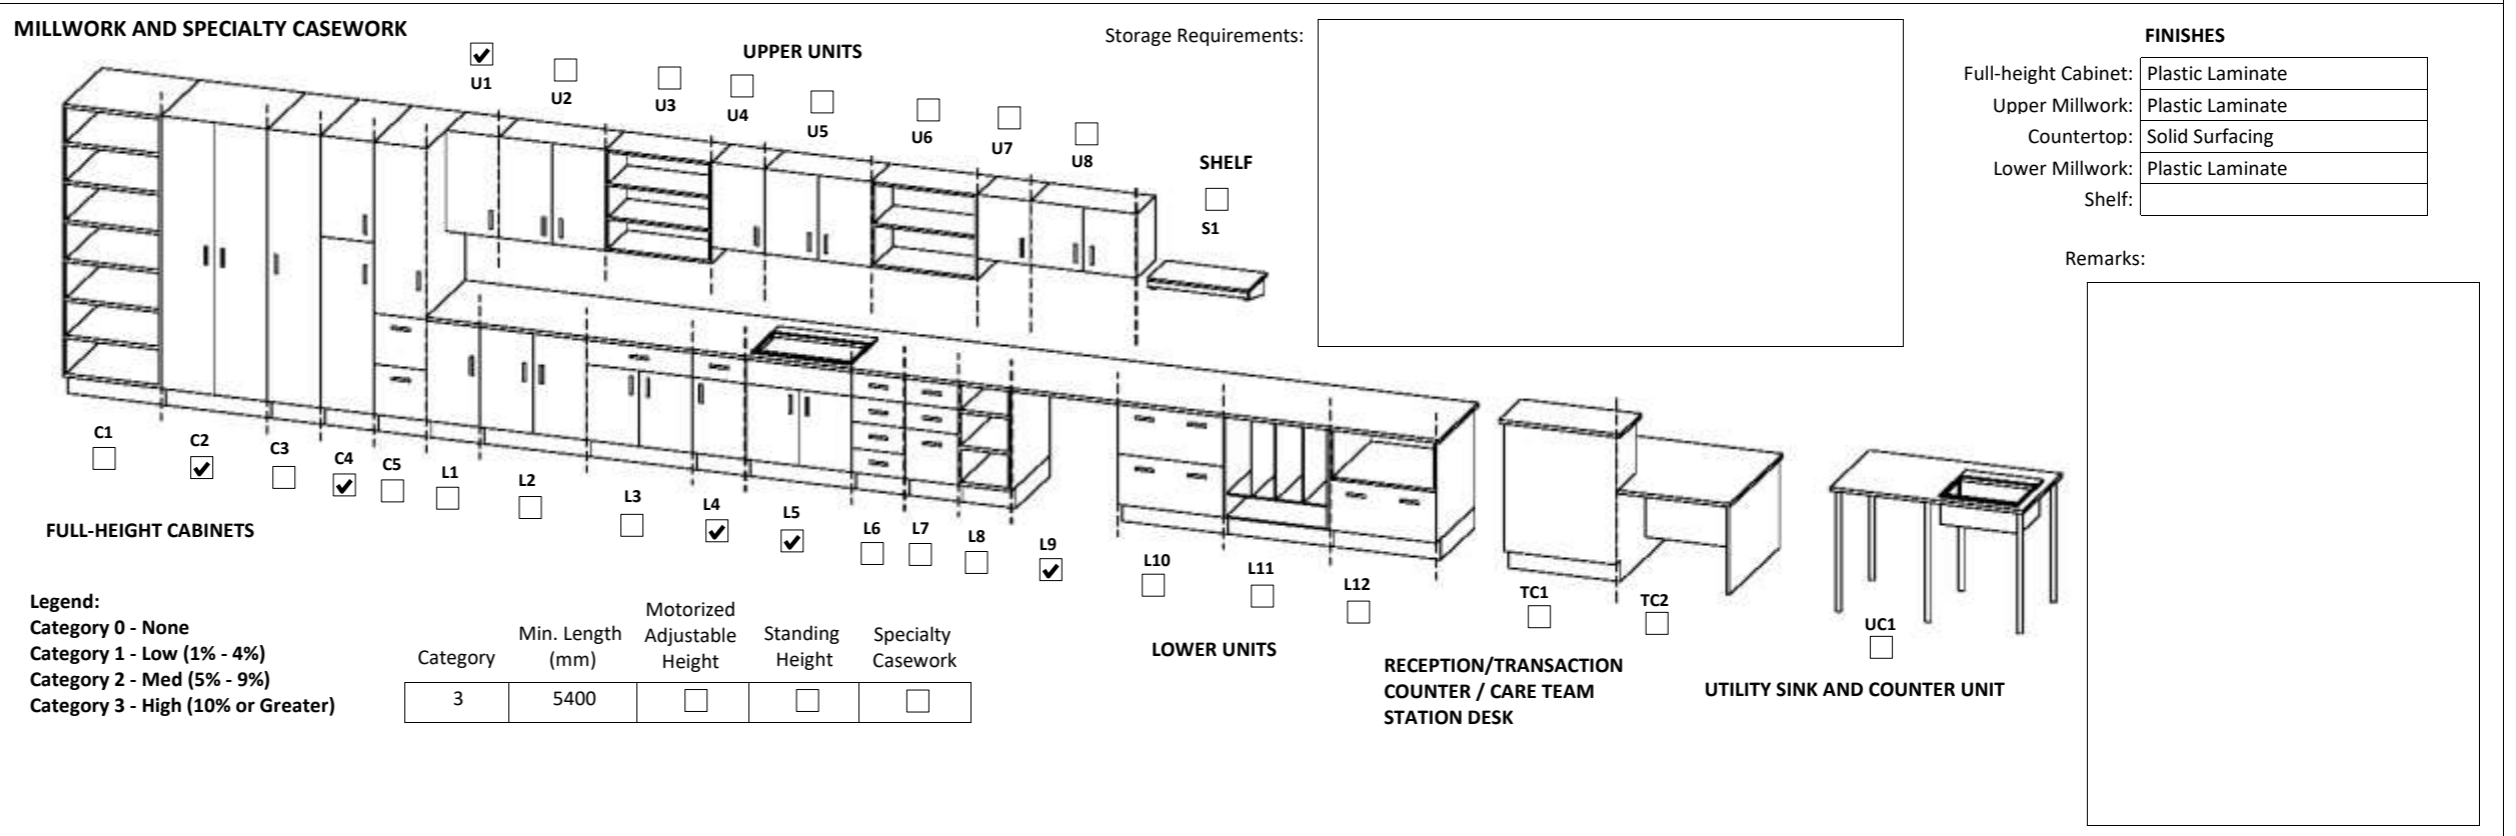 MILLWORK AND SPECIALTY CASEWORK
UPPER UNITS
U1
U2
U3
U4
U5
U6
U7
U8
SHELF
S1
Storage Requirements:
FINISHES
Full-height Cabinet: Plastic Laminate
Upper Millwork: Plastic Laminate
Countertop: Solid Surfacing
Lower Millwork: Plastic Laminate
Shelf:
Remarks:
C1
C2
C3
C4
C5
L1
L2
L3
L4
L5
L6
L7
L8
L9
L10
L11
L12
TC1
TC2
UC1
FULL-HEIGHT CABINETS
LOWER UNITS
RECEPTION/TRANSACTION
COUNTER / CARE TEAM
STATION DESK
UTILITY SINK AND COUNTER UNIT
Legend:
Category 0 - None
Category 1 - Low (1% - 4%)
Category 2 - Med (5% - 9%)
Category 3 - High (10% or Greater)
Category
Min. Length
(mm)
Motorized
Adjustable
Height
Standing
Height
Specialty
Casework
3
5400